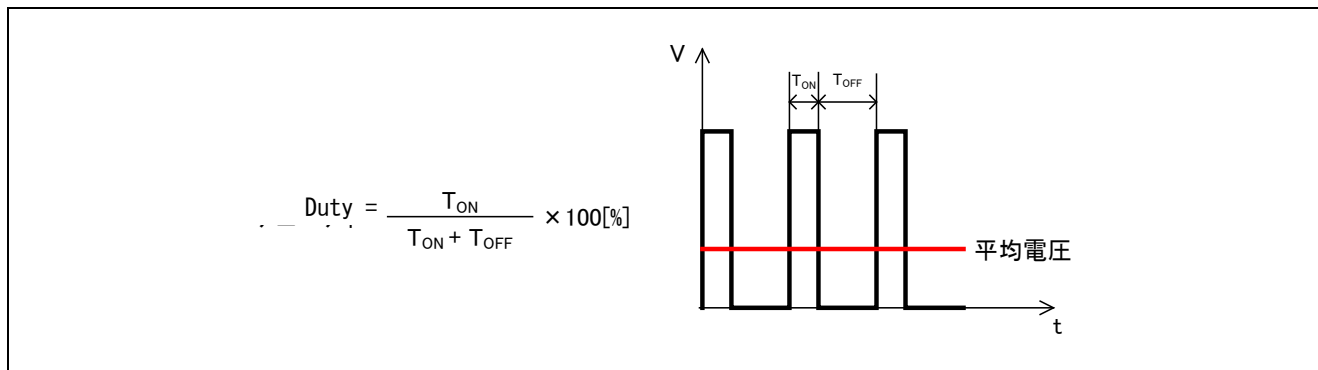 V
TON TOFF
Duty = TON / TON + TOFF ×100[%]
平均電圧
t